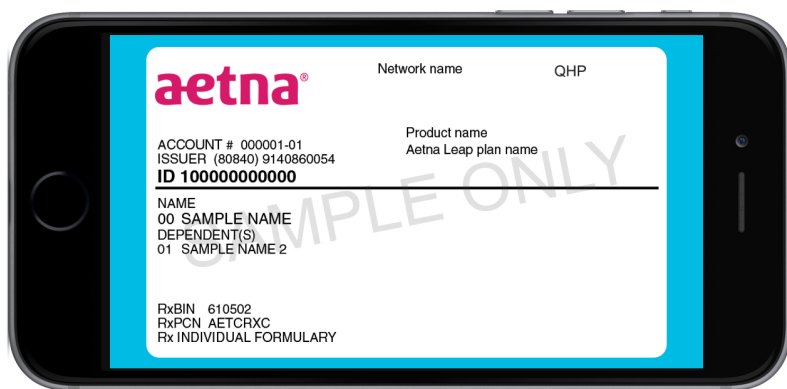 aetna®
Network name QHP
Product name
Aetna Leap plan name
ACCOUNT # 000001-01
ISSUER (80840) 9140860054
ID 100000000000
SAMPLE ONLY
NAME
00 SAMPLE NAME
DEPENDENT(S)
01 SAMPLE NAME 2
RxBIN 610502
RxPCN AETCRXC
Rx INDIVIDUAL FORMULARY